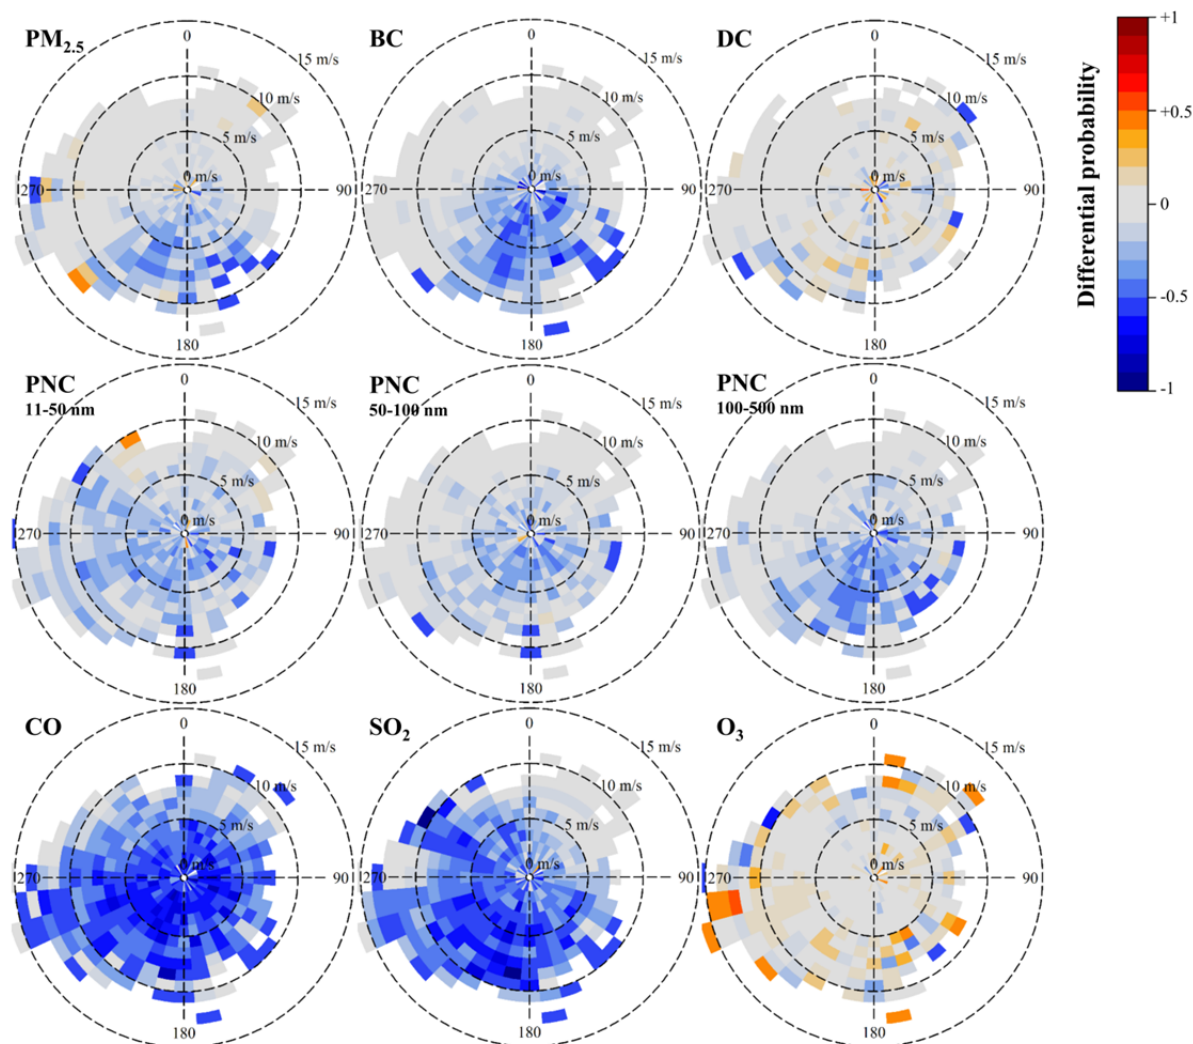 PM2.5
0
15 m/s
10 m/s
5 m/s
0 m/s
270
90
180
BC
0
15 m/s
10 m/s
5 m/s
0 m/s
270
90
180
DC
0
15 m/s
10 m/s
5 m/s
0 m/s
270
90
180
Differential probability
+1
+0.5
0
-0.5
-1
PNC
11-50 nm
0
15 m/s
10 m/s
5 m/s
0 m/s
270
90
180
PNC
50-100 nm
0
15 m/s
10 m/s
5 m/s
0 m/s
270
90
180
PNC
100-500 nm
0
15 m/s
10 m/s
5 m/s
0 m/s
270
90
180
CO
0
15 m/s
10 m/s
5 m/s
0 m/s
270
90
180
SO2
0
15 m/s
10 m/s
5 m/s
0 m/s
270
90
180
O3
0
15 m/s
10 m/s
5 m/s
0 m/s
270
90
180